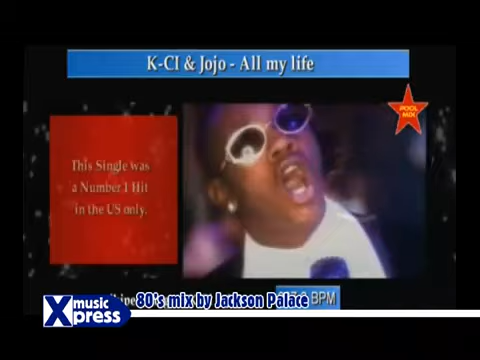 K-CI & Jojo - All my life
POOL
MIX
This Single was
a Number 1 Hit
in the US only.
80's mix by Jackson Palace
BPM
X music
press